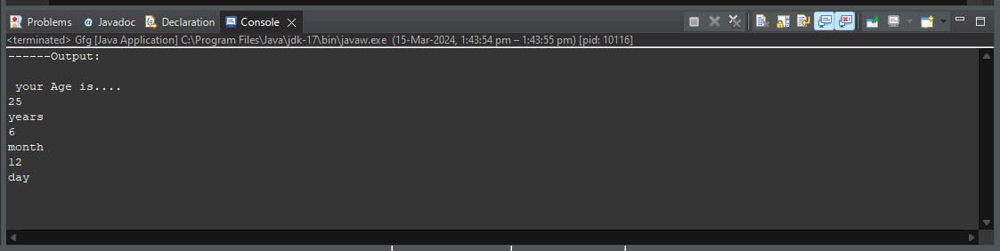 Problems @ Javadoc Declaration Console
<terminated> Gfg [Java Application] C:\Program Files\Java\jdk-17\bin\javaw.exe (15-Mar-2024, 1:43:54 pm – 1:43:55 pm) [pid: 10116]
------Output:
your Age is....
25
years
6
month
12
day